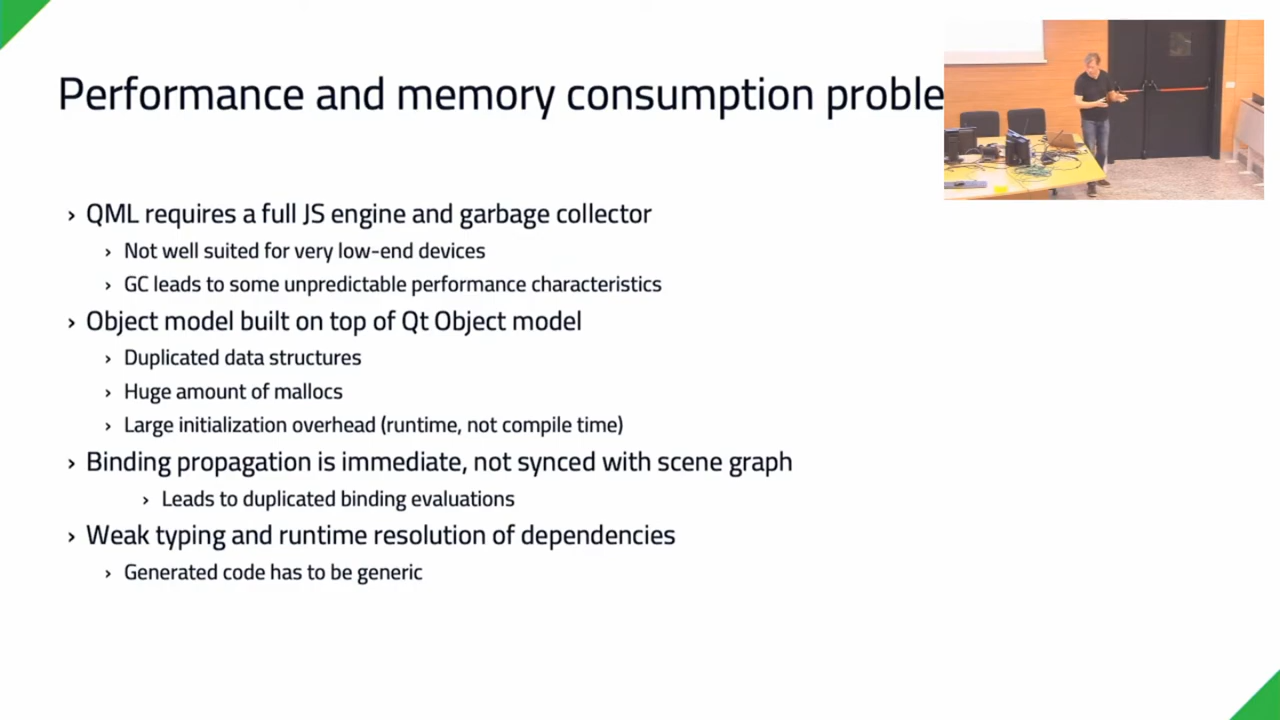 Performance and memory consumption proble
› QML requires a full JS engine and garbage collector
› Not well suited for very low-end devices
› GC leads to some unpredictable performance characteristics
› Object model built on top of Qt Object model
› Duplicated data structures
› Huge amount of mallocs
› Large initialization overhead (runtime, not compile time)
› Binding propagation is immediate, not synced with scene graph
› Leads to duplicated binding evaluations
› Weak typing and runtime resolution of dependencies
› Generated code has to be generic